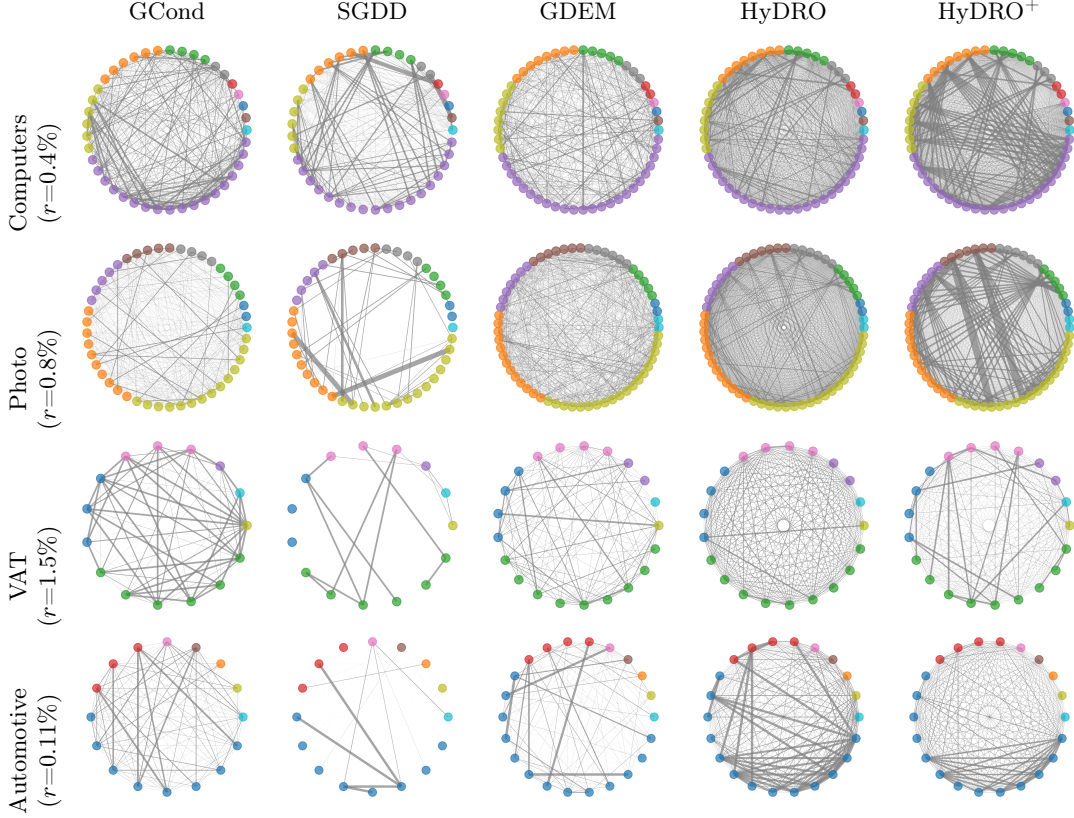 GCond SGDD GDEM HyDRO HyDRO⁺
Computers
(r=0.4%)
Photo
(r=0.8%)
VAT
(r=1.5%)
Automotive
(r=0.11%)